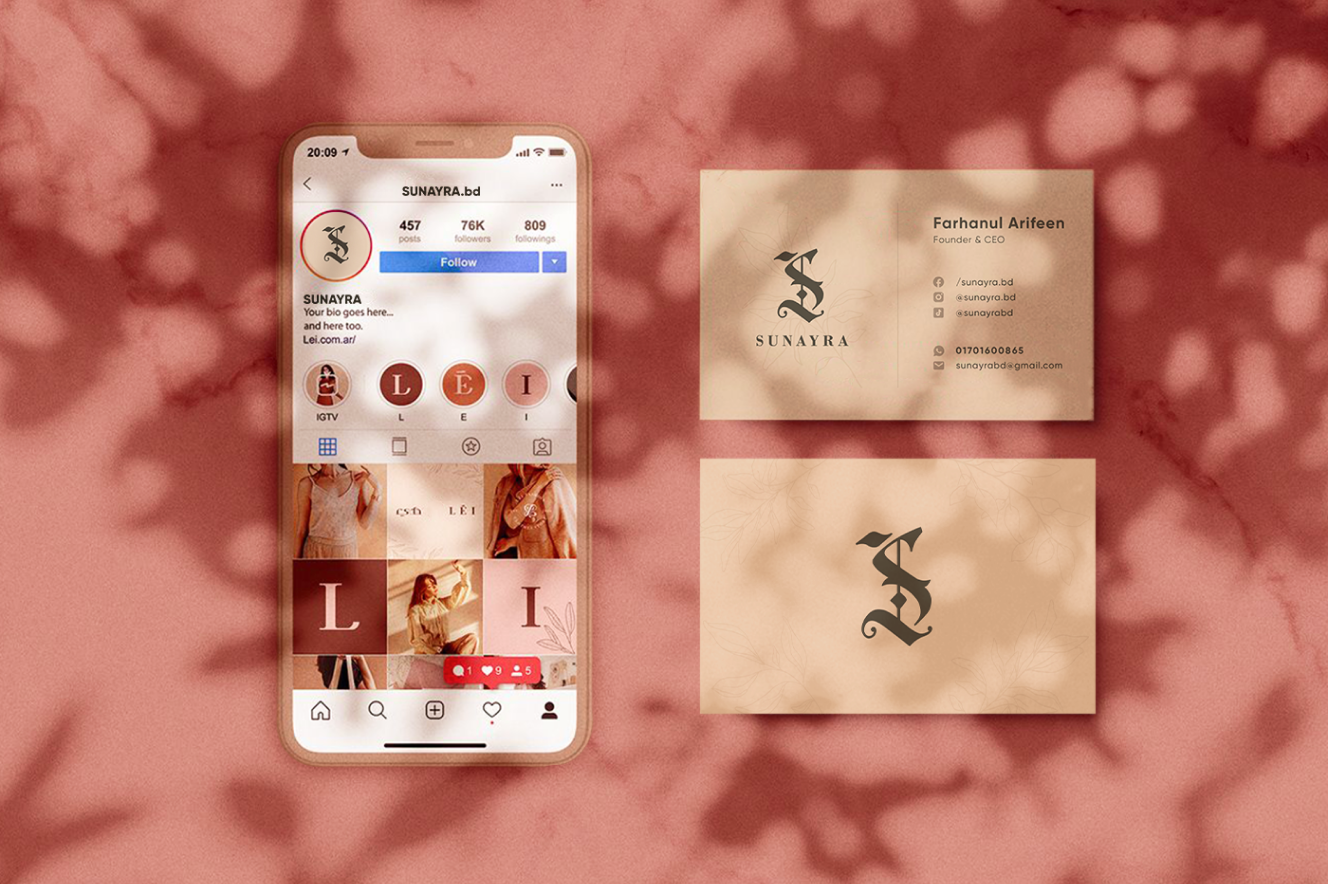 20:09
SUNAYRA.bd
457 76K 809
posts followers followings
Follow
SUNAYRA
Your bio goes here...
and here too.
Lei.com.ar/
L Ē I
IGTV L E I
LÊI
L I
1 9 5
S
SUNAYRA
Farhanul Arifeen
Founder & CEO
/sunayra.bd
@sunayra.bd
@sunayrabd
01701600865
sunayrabd@gmail.com
S